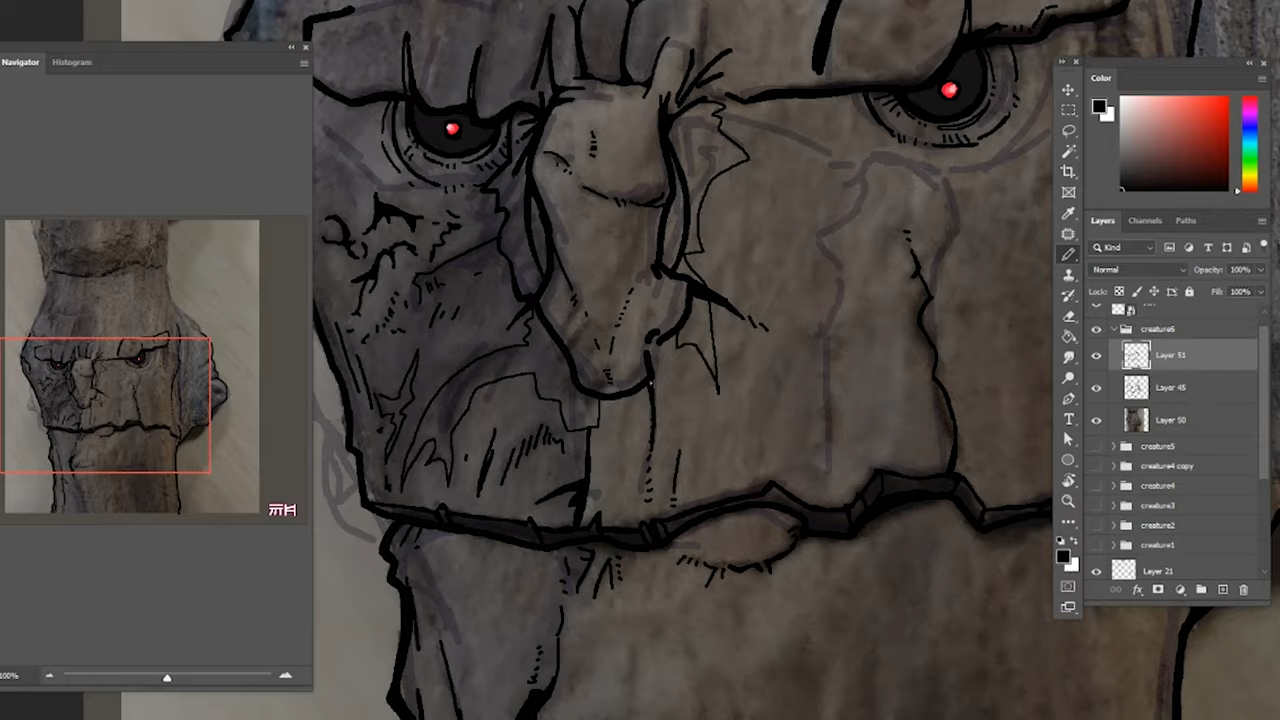 Navigator Histogram
100%
Color
Layers Channels Paths
Kind
Normal Opacity: 100%
Lock: Fill: 100%
creature6
Layer 51
Layer 45
Layer 50
creature5
creature4 copy
creature4
creature3
creature2
creature1
Layer 21
fx